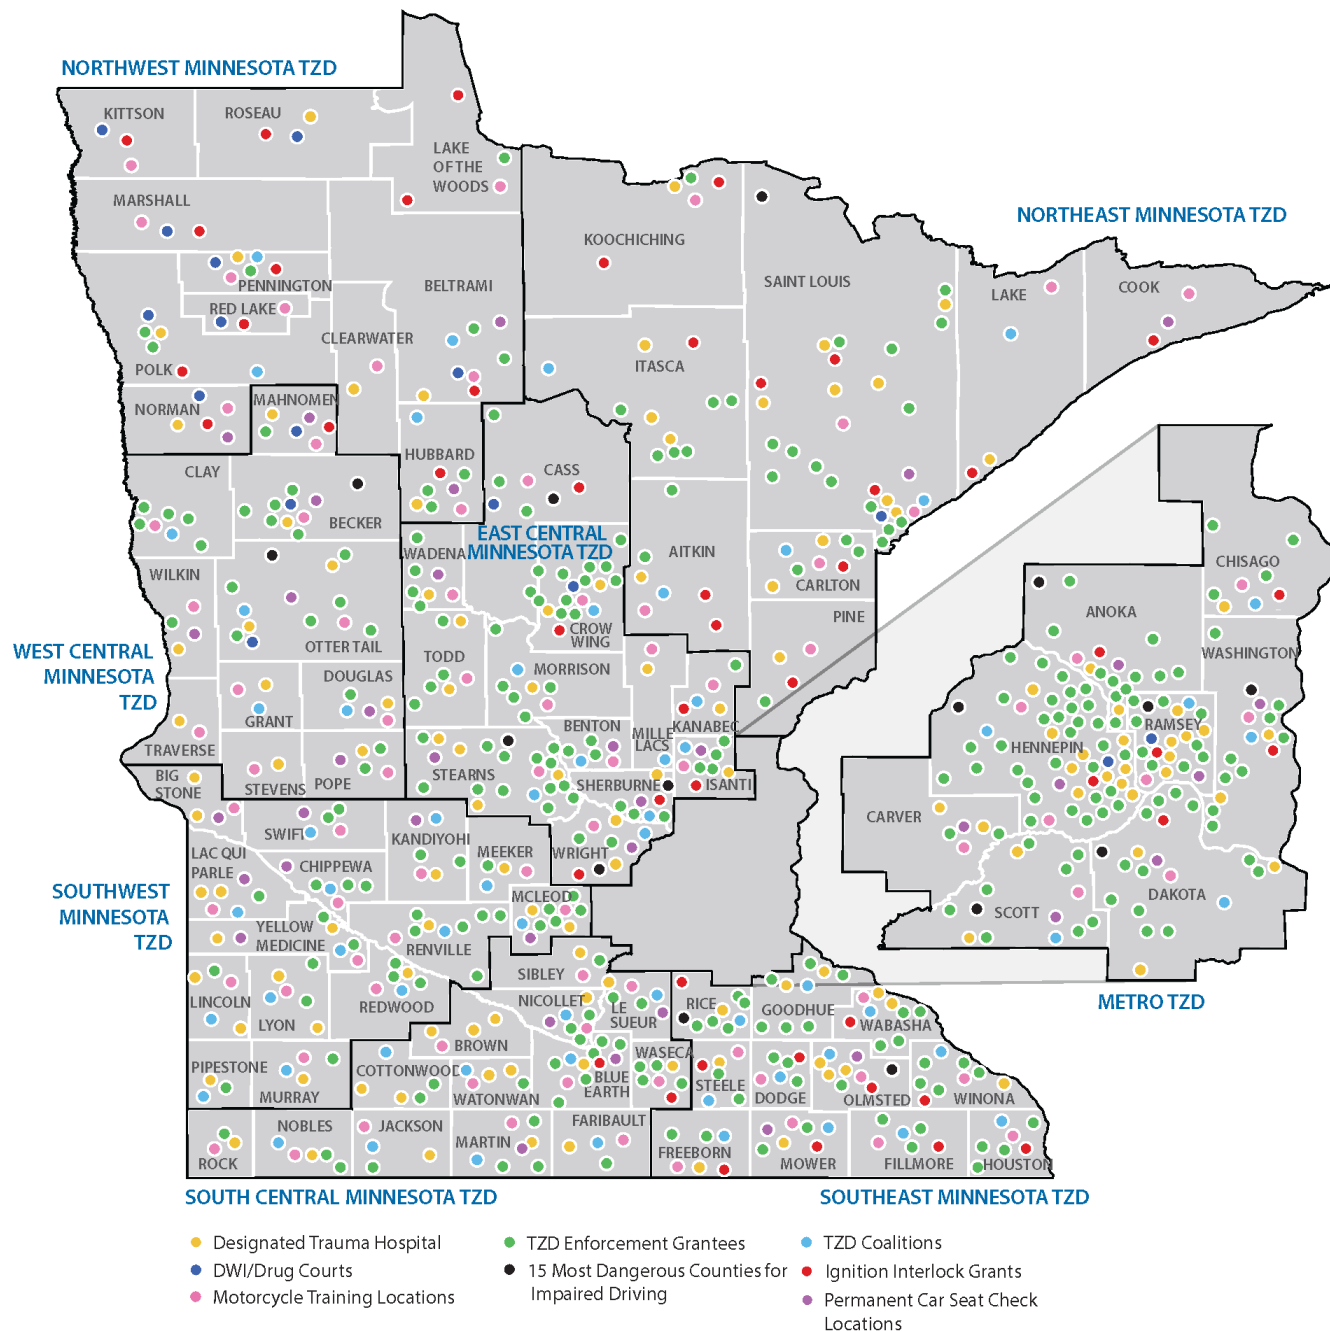 NORTHWEST MINNESOTA TZD
KITTSON
ROSEAU
LAKE
OF THE
WOODS
MARSHALL
NORTHEAST MINNESOTA TZD
KOOCHICHING
PENNINGTON
BELTRAMI
SAINT LOUIS
LAKE
COOK
RED LAKE
CLEARWATER
POLK
ITASCA
NORMAN
MAHNOMEN
HUBBARD
CLAY
CASS
BECKER
EAST CENTRAL
MINNESOTA TZD
WADENA
AITKIN
CHISAGO
WILKIN
CARLTON
ANOKA
PINE
CROW
WING
OTTER TAIL
WASHINGTON
WEST CENTRAL
MINNESOTA
TZD
TODD
MORRISON
DOUGLAS
GRANT
BENTON
MILLE
LACS
KANABEC
RAMSEY
HENNEPIN
TRAVERSE
STEARNS
BIG
STONE
STEVENS
POPE
SHERBURNE
ISANTI
CARVER
SWIFT
KANDIYOHI
LAC QUI
PARLE
MEEKER
WRIGHT
CHIPPEWA
SOUTHWEST
MINNESOTA
TZD
MCLEOD
DAKOTA
SCOTT
YELLOW
MEDICINE
RENVILLE
SIBLEY
LINCOLN
LYON
REDWOOD
NICOLLET
LE
SUEUR
RICE
GOODHUE
WABASHA
METRO TZD
BROWN
PIPESTONE
MURRAY
COTTONWOOD
WATONWAN
BLUE
EARTH
WASECA
STEELE
DODGE
OLMSTED
WINONA
ROCK
NOBLES
JACKSON
MARTIN
FARIBAULT
FREEBORN
MOWER
FILLMORE
HOUSTON
SOUTH CENTRAL MINNESOTA TZD
SOUTHEAST MINNESOTA TZD
Designated Trauma Hospital
DWI/Drug Courts
Motorcycle Training Locations
TZD Enforcement Grantees
15 Most Dangerous Counties for
Impaired Driving
TZD Coalitions
Ignition Interlock Grants
Permanent Car Seat Check
Locations